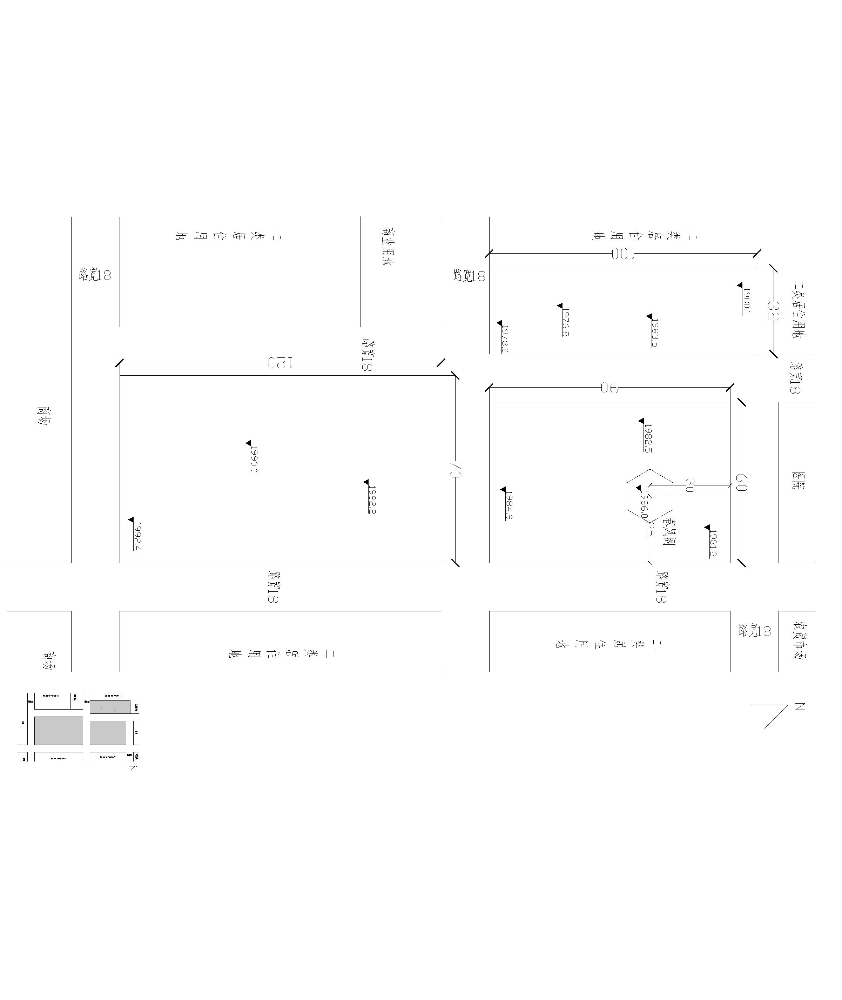 二类居住用地
商业用地
二类居住用地
100
路宽18
路宽18
1980.1
32
二类居住用地
1976.8
1983.5
1978.0
路宽18
120
路宽18
90
商场
1982.5
1990.0
70
医院
60
30
1982.2
1984.9
1986.0
春风阁
25
1981.2
1992.4
路宽18
路宽18
路宽18
农贸市场
二类居住用地
二类居住用地
商场
N